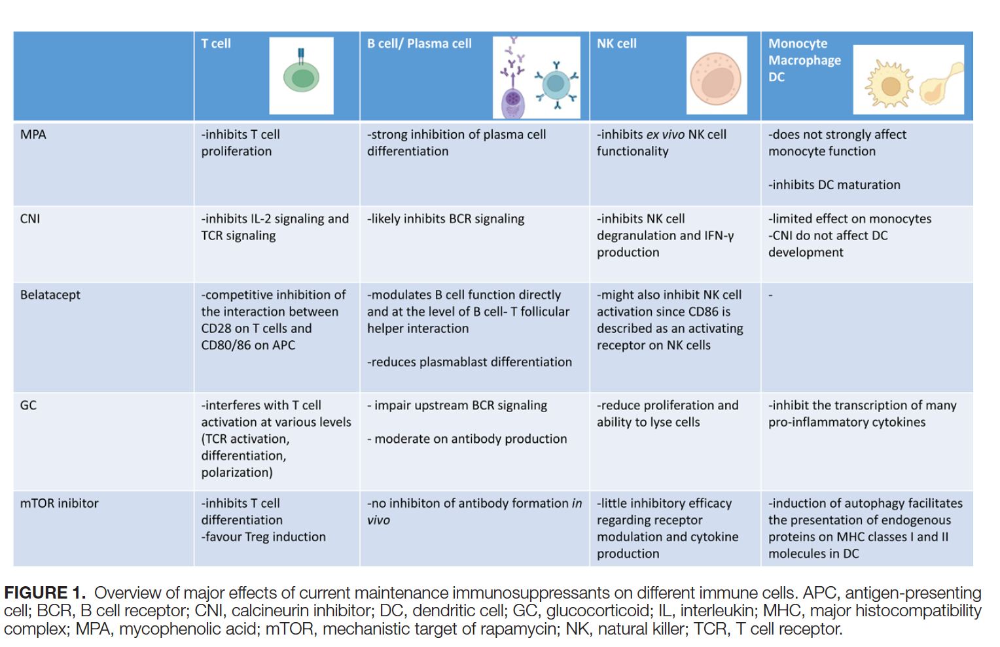 T cell
B cell/ Plasma cell
NK cell
Monocyte
Macrophage
DC
MPA
-inhibits T cell
proliferation
-strong inhibition of plasma cell
differentiation
-inhibits ex vivo NK cell
functionality
-does not strongly affect
monocyte function
-inhibits DC maturation
CNI
-inhibits IL-2 signaling and
TCR signaling
-likely inhibits BCR signaling
-inhibits NK cell
degranulation and IFN-γ
production
-limited effect on monocytes
-CNI do not affect DC
development
Belatacept
-competitive inhibition of
the interaction between
CD28 on T cells and
CD80/86 on APC
-modulates B cell function directly
and at the level of B cell- T follicular
helper interaction
-reduces plasmablast differentiation
-might also inhibit NK cell
activation since CD86 is
described as an activating
receptor on NK cells
-
GC
-interferes with T cell
activation at various levels
(TCR activation,
differentiation,
polarization)
- impair upstream BCR signaling
- moderate on antibody production
-reduce proliferation and
ability to lyse cells
-inhibit the transcription of many
pro-inflammatory cytokines
mTOR inibitor
-inhibits T cell
differentiation
-favour Treg induction
-no inhibiton of antibody formation in
vivo
-little inhibitory efficacy
regarding receptor
modulation and cytokine
production
-induction of autophagy facilitates
the presentation of endogenous
proteins on MHC classes I and II
molecules in DC
FIGURE 1. Overview of major effects of current maintenance immunosuppressants on different immune cells. APC, antigen-presenting
cell; BCR, B cell receptor; CNI, calcineurin inhibitor; DC, dendritic cell; GC, glucocorticoid; IL, interleukin; MHC, major histocompatibility
complex; MPA, mycophenolic acid; mTOR, mechanistic target of rapamycin; NK, natural killer; TCR, T cell receptor.